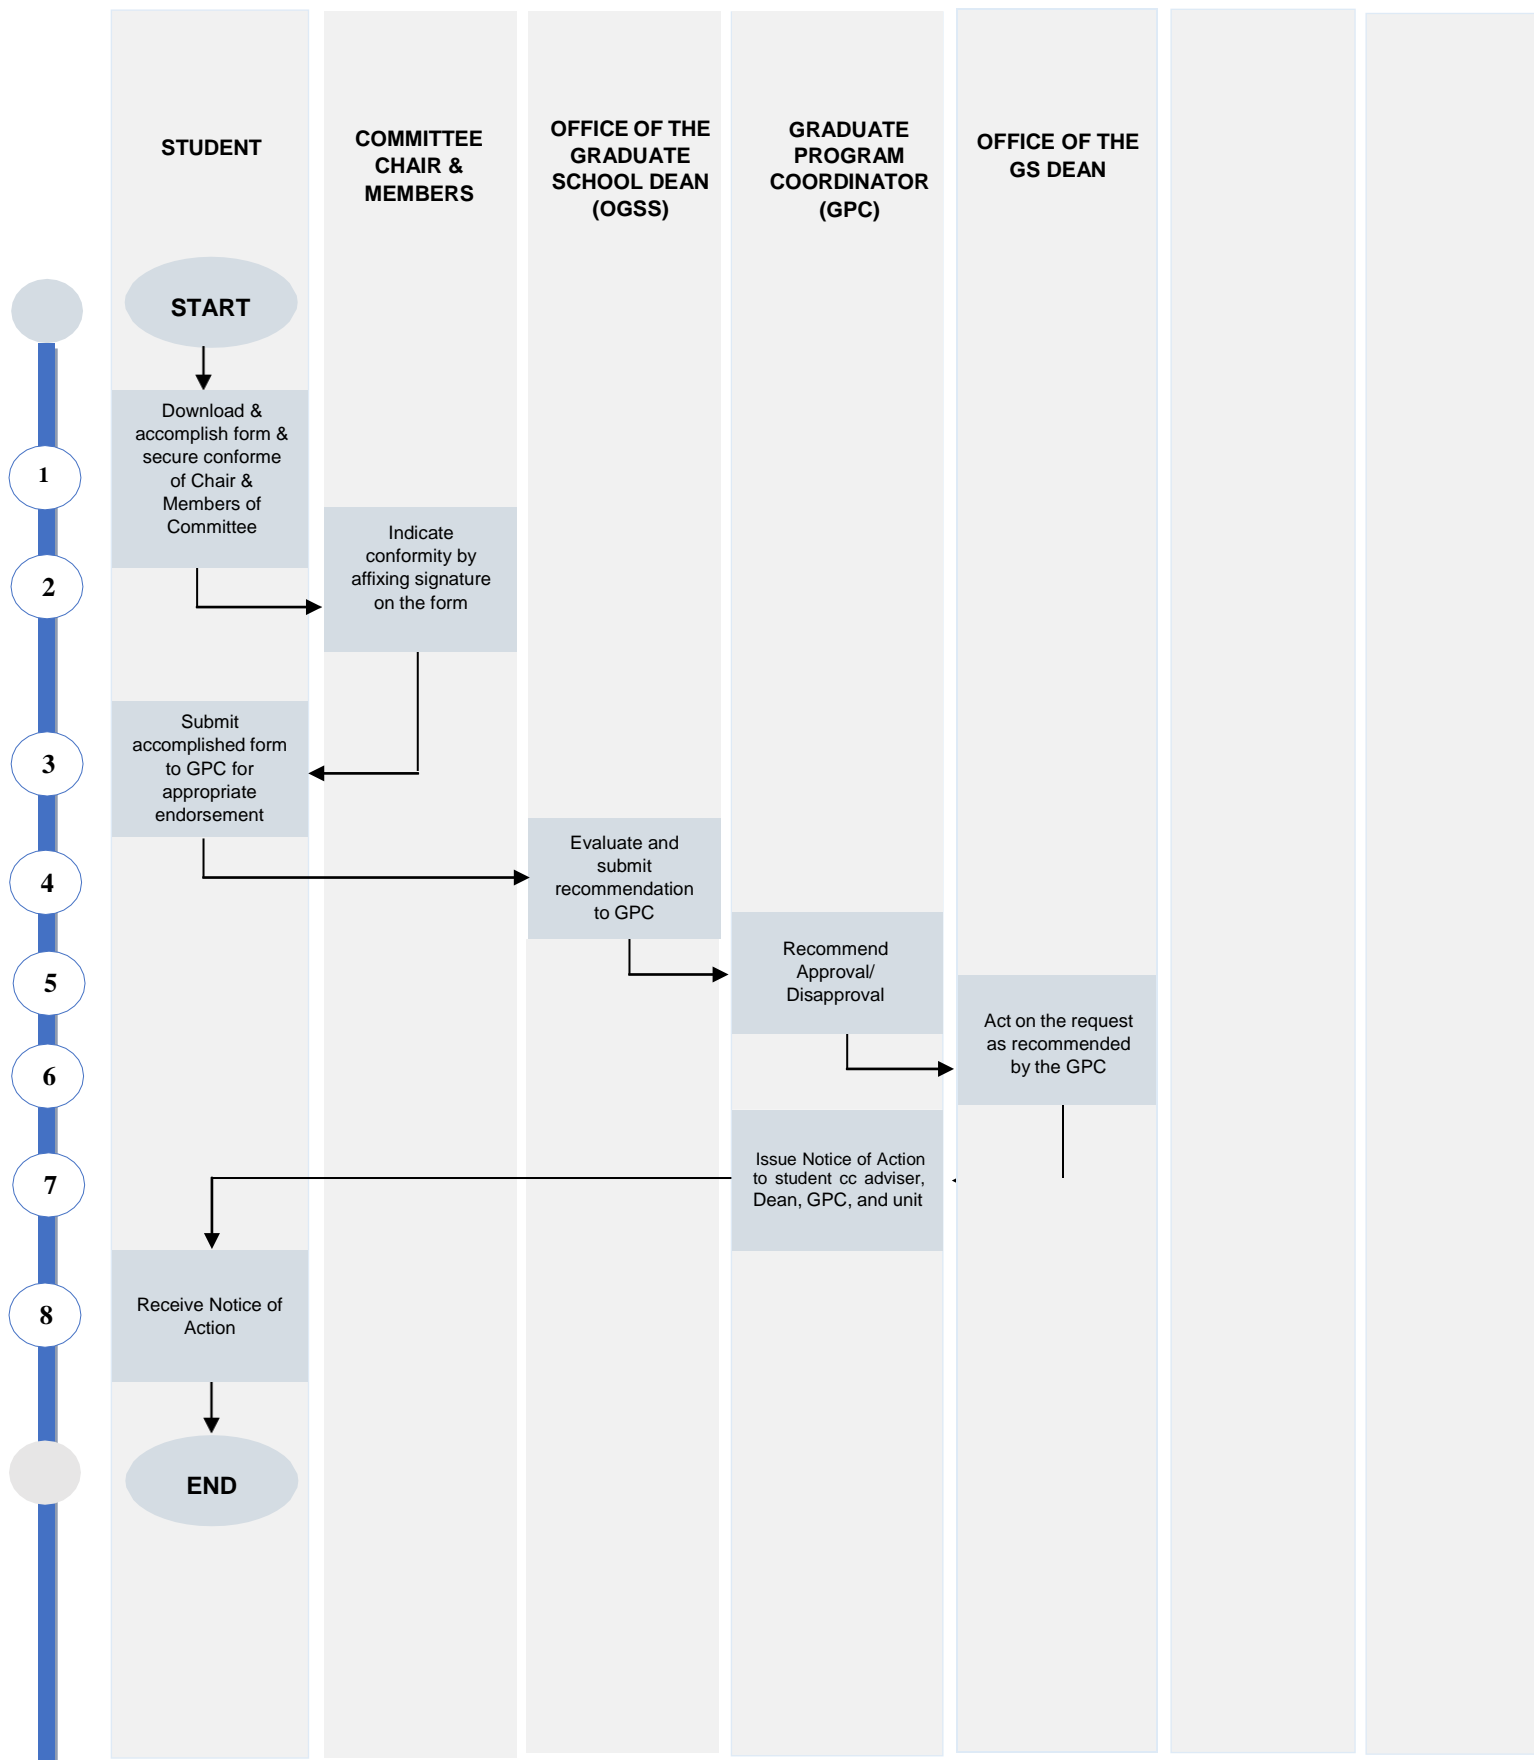 STUDENT
COMMITTEE
CHAIR &
MEMBERS
OFFICE OF THE
GRADUATE
SCHOOL DEAN
(OGSS)
GRADUATE
PROGRAM
COORDINATOR
(GPC)
OFFICE OF THE
GS DEAN
START
1
Download &
accomplish form &
secure conforme
of Chair &
Members of
Committee
2
Indicate
conformity by
affixing signature
on the form
3
Submit
accomplished form
to GPC for
appropriate
endorsement
4
Evaluate and
submit
recommendation
to GPC
5
Recommend
Approval/
Disapproval
6
Act on the request
as recommended
by the GPC
7
Issue Notice of Action
to student cc adviser,
Dean, GPC, and unit
8
Receive Notice of
Action
END